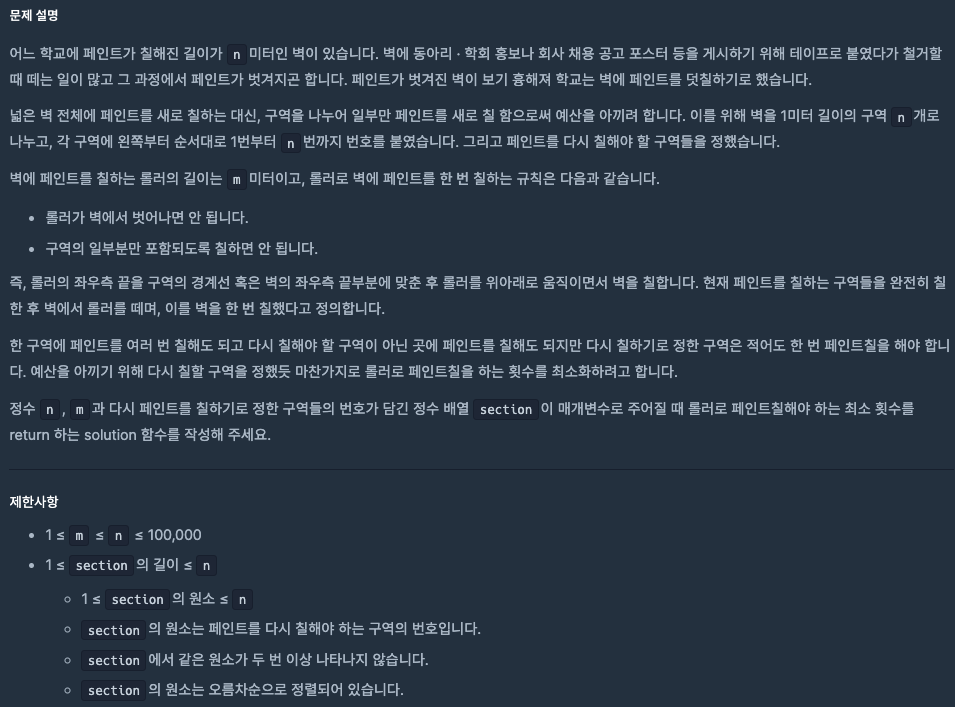 문제 설명
어느 학교에 페인트가 칠해진 길이가 n 미터인 벽이 있습니다. 벽에 동아리 · 학회 홍보나 회사 채용 공고 포스터 등을 게시하기 위해 테이프로 붙였다가 철거할
때 떼는 일이 많고 그 과정에서 페인트가 벗겨지곤 합니다. 페인트가 벗겨진 벽이 보기 흉해져 학교는 벽에 페인트를 덧칠하기로 했습니다.
넓은 벽 전체에 페인트를 새로 칠하는 대신, 구역을 나누어 일부만 페인트를 새로 칠 함으로써 예산을 아끼려 합니다. 이를 위해 벽을 1미터 길이의 구역 n 개로
나누고, 각 구역에 왼쪽부터 순서대로 1번부터 n 번까지 번호를 붙였습니다. 그리고 페인트를 다시 칠해야 할 구역들을 정했습니다.
벽에 페인트를 칠하는 롤러의 길이는 m 미터이고, 롤러로 벽에 페인트를 한 번 칠하는 규칙은 다음과 같습니다.
• 롤러가 벽에서 벗어나면 안 됩니다.
• 구역의 일부분만 포함되도록 칠하면 안 됩니다.
즉, 롤러의 좌우측 끝을 구역의 경계선 혹은 벽의 좌우측 끝부분에 맞춘 후 롤러를 위아래로 움직이면서 벽을 칠합니다. 현재 페인트를 칠하는 구역들을 완전히 칠
한 후 벽에서 롤러를 떼며, 이를 벽을 한 번 칠했다고 정의합니다.
한 구역에 페인트를 여러 번 칠해도 되고 다시 칠해야 할 구역이 아닌 곳에 페인트를 칠해도 되지만 다시 칠하기로 정한 구역은 적어도 한 번 페인트칠을 해야 합니
다. 예산을 아끼기 위해 다시 칠할 구역을 정했듯 마찬가지로 롤러로 페인트칠을 하는 횟수를 최소화하려고 합니다.
정수 n , m 과 다시 페인트를 칠하기로 정한 구역들의 번호가 담긴 정수 배열 section 이 매개변수로 주어질 때 롤러로 페인트칠해야 하는 최소 횟수를
return 하는 solution 함수를 작성해 주세요.
제한사항
• 1 ≤ m ≤ n ≤ 100,000
• 1 ≤ section 의 길이 ≤ n
◦ 1 ≤ section 의 원소 ≤ n
◦ section 의 원소는 페인트를 다시 칠해야 하는 구역의 번호입니다.
◦ section 에서 같은 원소가 두 번 이상 나타나지 않습니다.
◦ section 의 원소는 오름차순으로 정렬되어 있습니다.